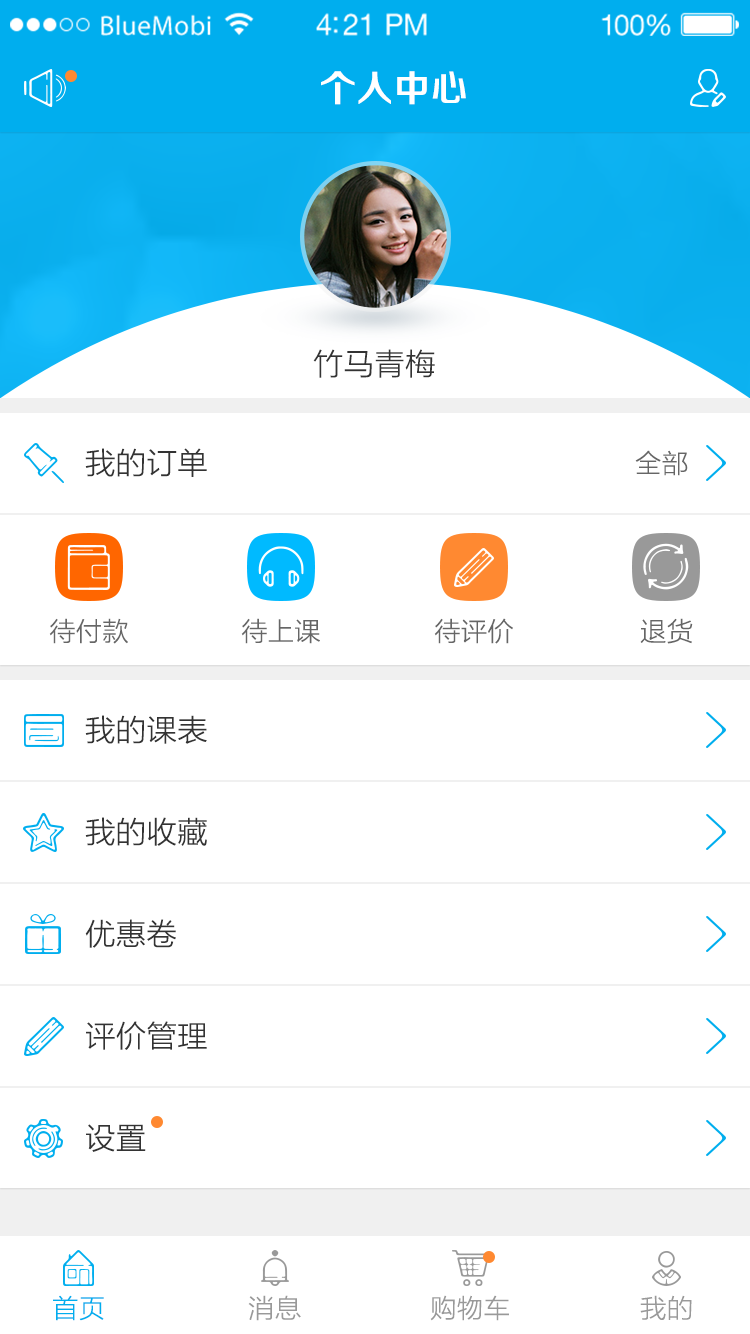 BlueMobi 4:21 PM 100%
个人中心
竹马青梅
我的订单 全部
待付款 待上课 待评价 退货
我的课表
我的收藏
优惠卷
评价管理
设置
首页 消息 购物车 我的